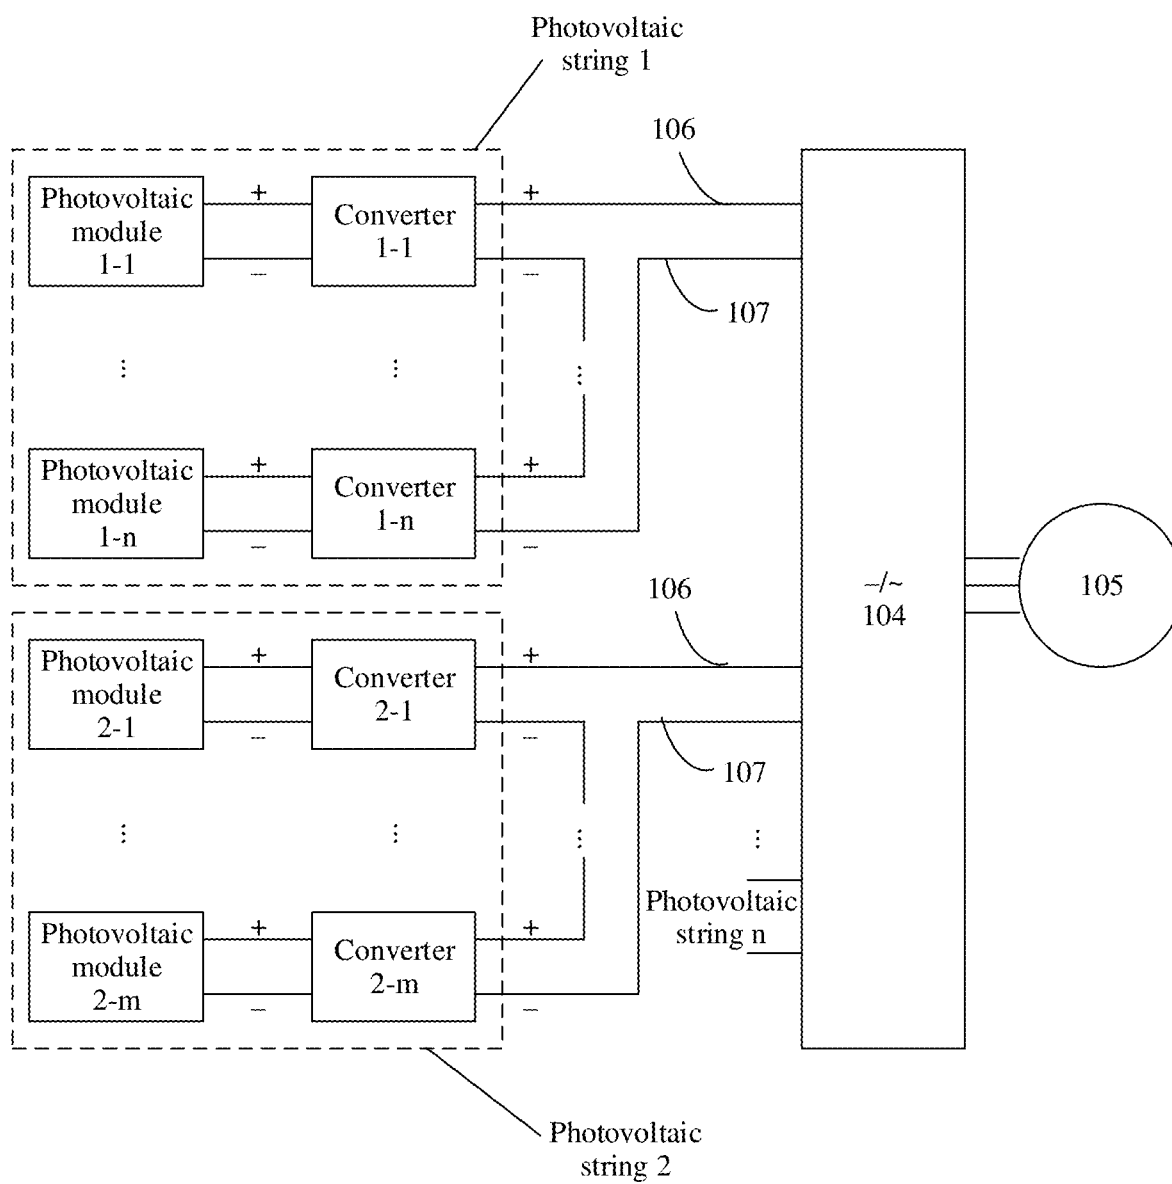 Photovoltaic
string 1
106
Photovoltaic
module
1-1
+
−
Converter
1-1
+
−
107
...
...
...
Photovoltaic
module
1-n
+
−
Converter
1-n
+
−
106
–/~
104
105
Photovoltaic
module
2-1
+
−
Converter
2-1
+
−
107
...
...
...
...
Photovoltaic
string n
Photovoltaic
module
2-m
+
−
Converter
2-m
+
−
Photovoltaic
string 2